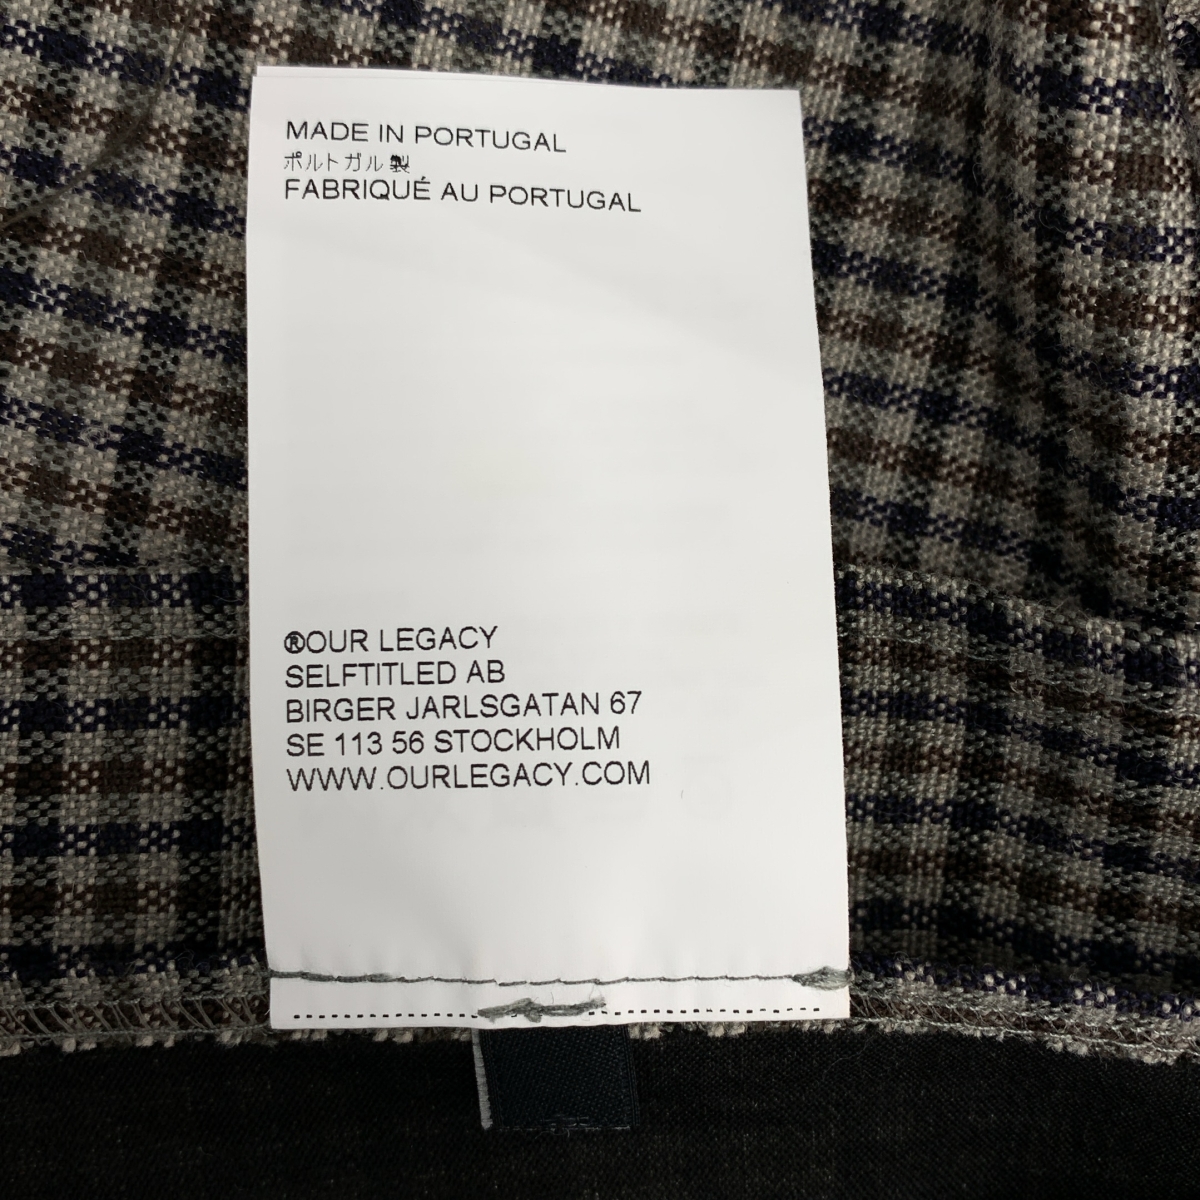 MADE IN PORTUGAL
ポルトガル製
FABRIQUÉ AU PORTUGAL
®OUR LEGACY
SELFTITLED AB
BIRGER JARLSGATAN 67
SE 113 56 STOCKHOLM
WWW.OURLEGACY.COM